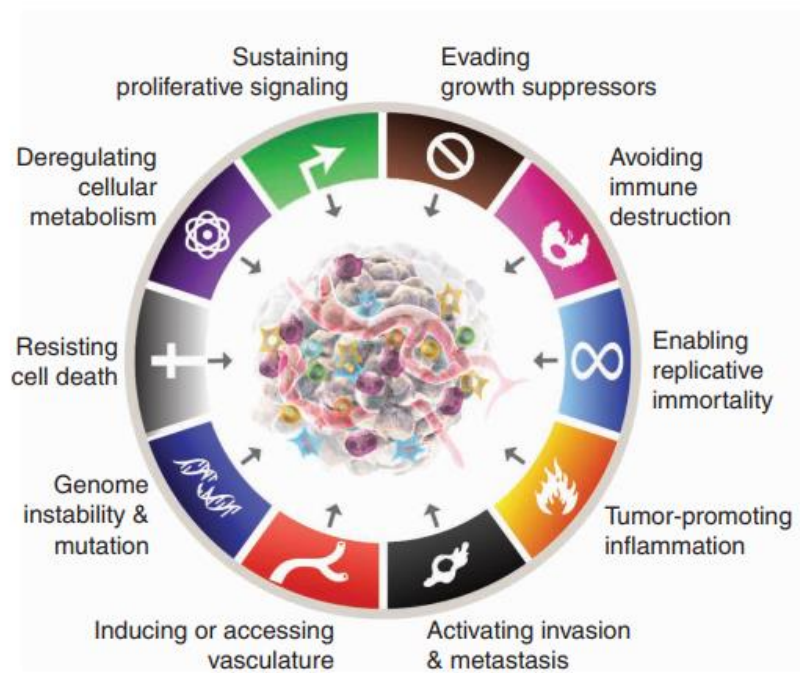 Sustaining
proliferative signaling
Evading
growth suppressors
Avoiding
immune
destruction
Enabling
replicative
immortality
Tumor-promoting
inflammation
Activating invasion
& metastasis
Inducing or accessing
vasculature
Genome
instability &
mutation
Resisting
cell death
Deregulating
cellular
metabolism